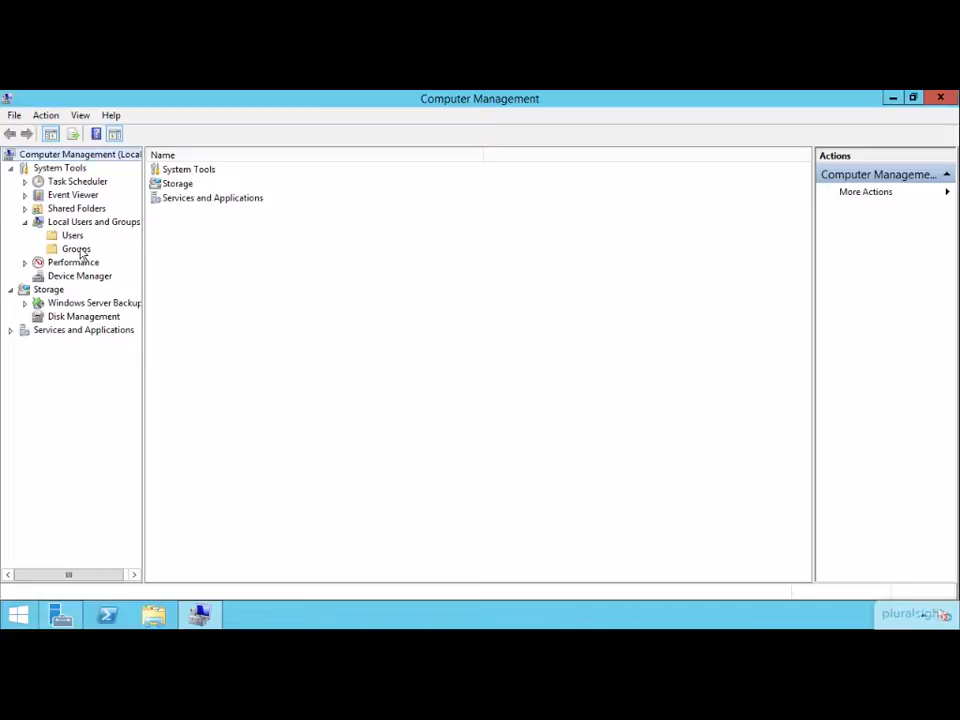 Computer Management
File Action View Help
Computer Management (Local
System Tools
Task Scheduler
Event Viewer
Shared Folders
Local Users and Groups
Users
Groups
Performance
Device Manager
Storage
Windows Server Backup
Disk Management
Services and Applications
Name
System Tools
Storage
Services and Applications
Actions
Computer Manageme...
More Actions
pluralsight